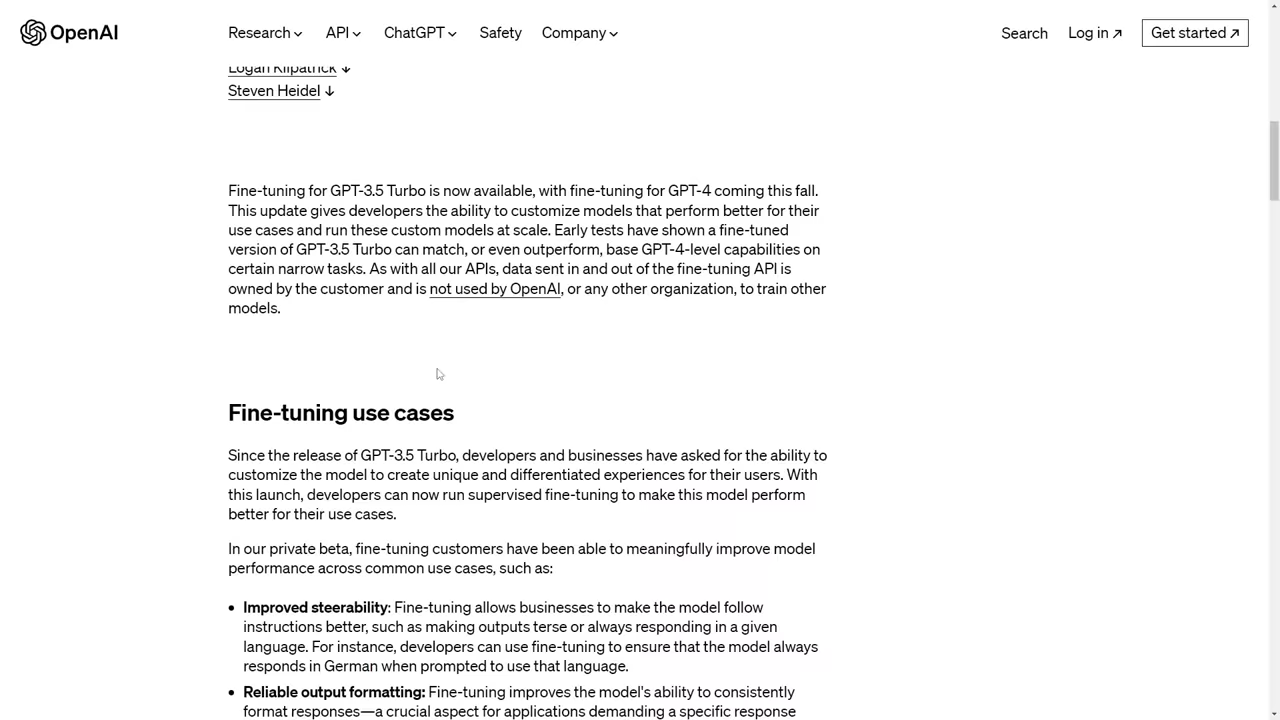 OpenAI
Research
API
ChatGPT
Safety
Company
Search
Log in ↗
Get started ↗
Logan Kilpatrick ↓
Steven Heidel ↓
Fine-tuning for GPT-3.5 Turbo is now available, with fine-tuning for GPT-4 coming this fall.
This update gives developers the ability to customize models that perform better for their
use cases and run these custom models at scale. Early tests have shown a fine-tuned
version of GPT-3.5 Turbo can match, or even outperform, base GPT-4-level capabilities on
certain narrow tasks. As with all our APIs, data sent in and out of the fine-tuning API is
owned by the customer and is not used by OpenAI, or any other organization, to train other
models.
Fine-tuning use cases
Since the release of GPT-3.5 Turbo, developers and businesses have asked for the ability to
customize the model to create unique and differentiated experiences for their users. With
this launch, developers can now run supervised fine-tuning to make this model perform
better for their use cases.
In our private beta, fine-tuning customers have been able to meaningfully improve model
performance across common use cases, such as:
• Improved steerability: Fine-tuning allows businesses to make the model follow
instructions better, such as making outputs terse or always responding in a given
language. For instance, developers can use fine-tuning to ensure that the model always
responds in German when prompted to use that language.
• Reliable output formatting: Fine-tuning improves the model's ability to consistently
format responses—a crucial aspect for applications demanding a specific response